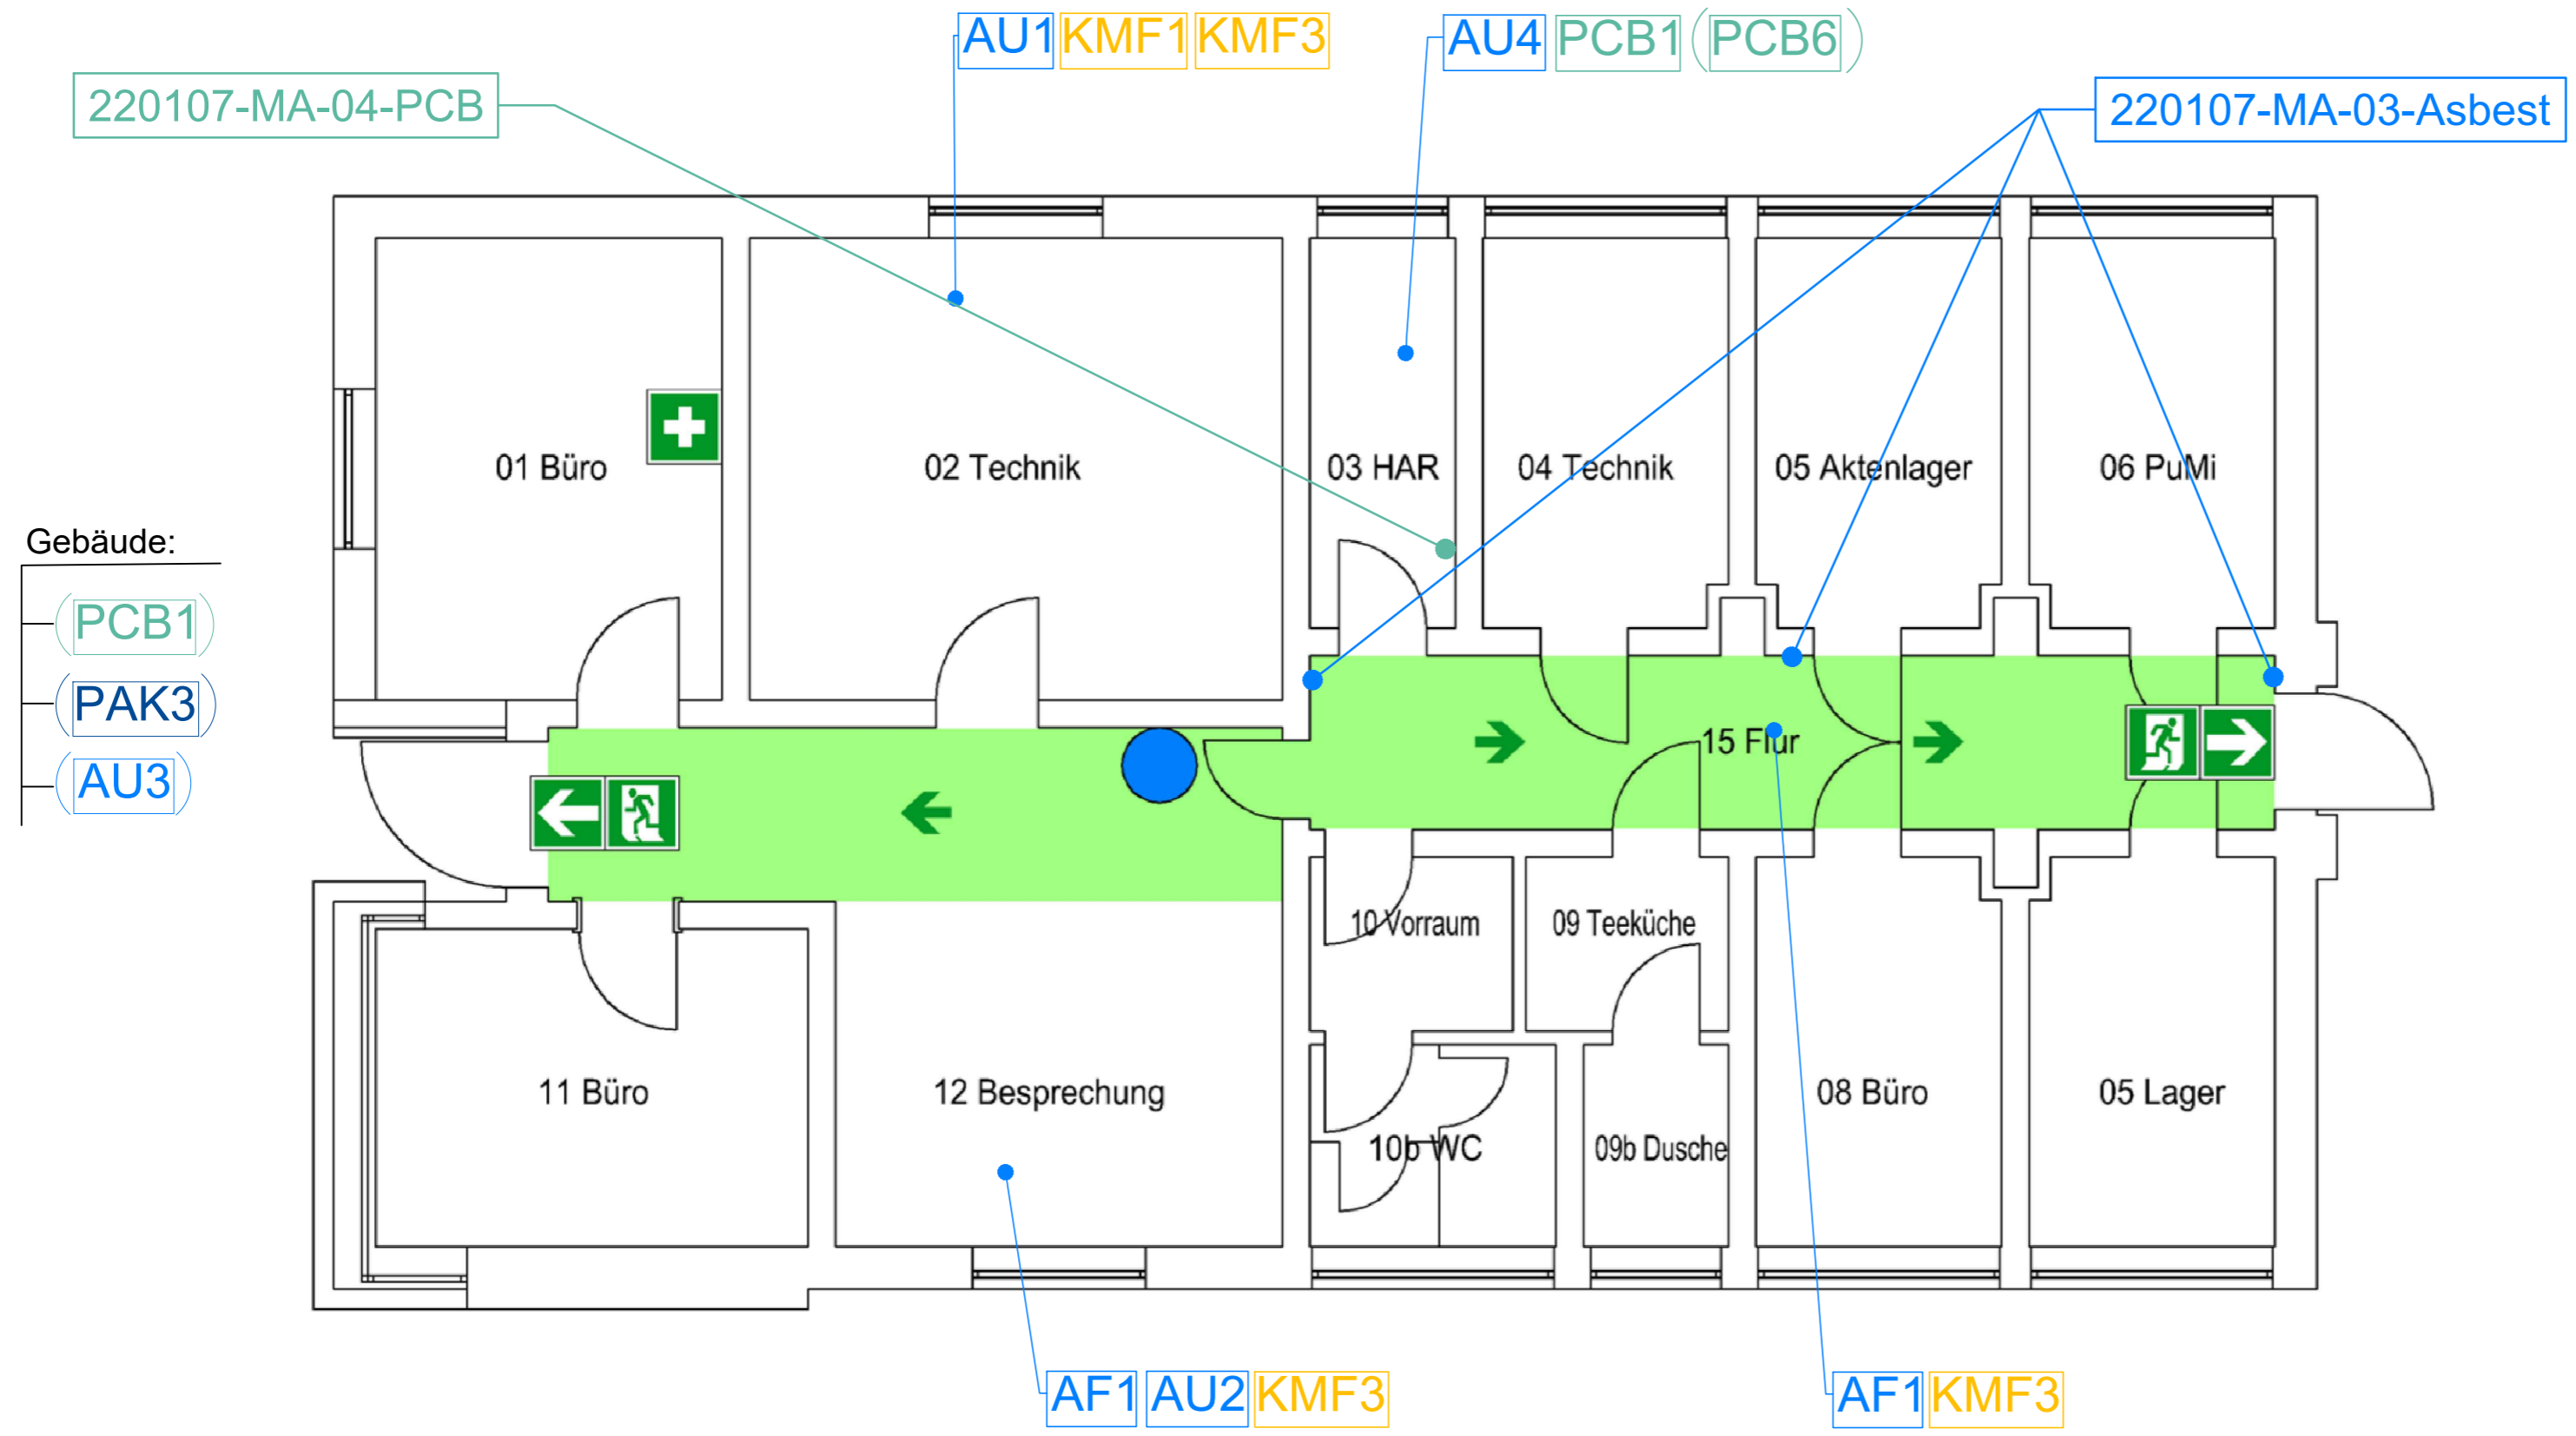 AU1 KMF1 KMF3
AU4 PCB1 (PCB6)
220107-MA-04-PCB
220107-MA-03-Asbest
01 Büro
02 Technik
03 HAR
04 Technik
05 Aktenlager
06 PuMi
Gebäude:
(PCB1)
(PAK3)
(AU3)
15 Flur
10 Vorraum
09 Teeküche
11 Büro
12 Besprechung
08 Büro
05 Lager
10b WC
09b Dusche
AF1 AU2 KMF3
AF1 KMF3